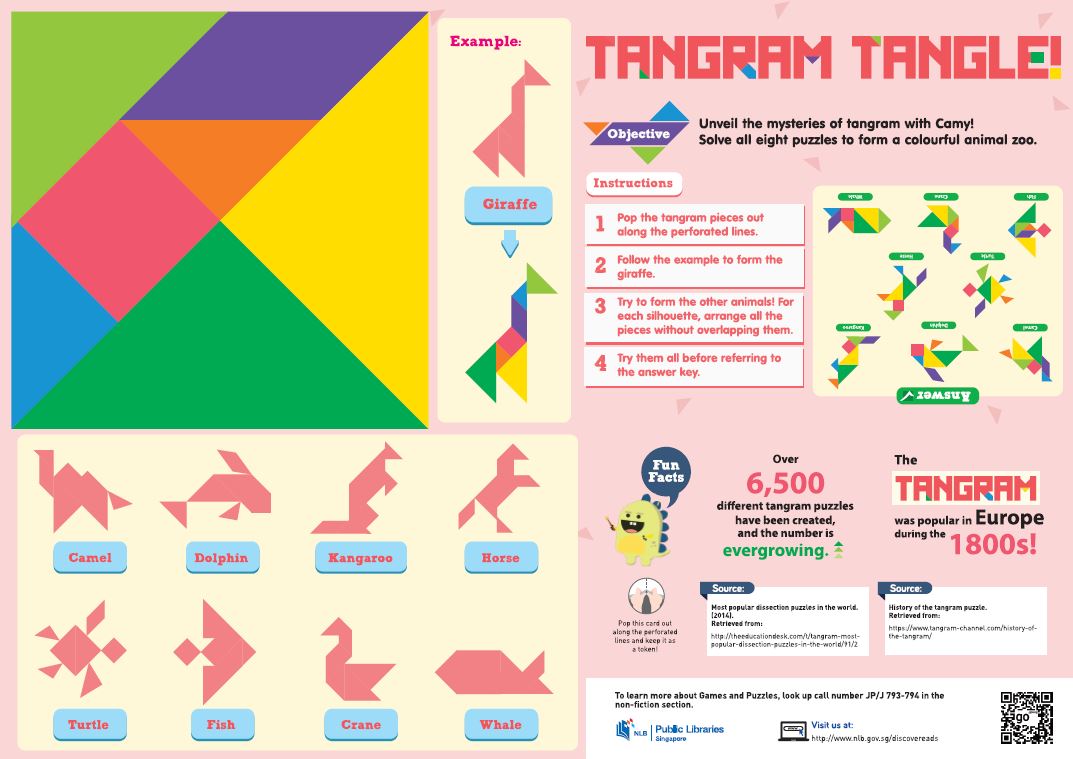 Example:
Giraffe
Camel
Dolphin
Kangaroo
Horse
Turtle
Fish
Crane
Whale
TANGRAM TANGLE!
Objective
Unveil the mysteries of tangram with Camy!
Solve all eight puzzles to form a colourful animal zoo.
Instructions
1 Pop the tangram pieces out
along the perforated lines.
2 Follow the example to form the
giraffe.
3 Try to form the other animals! For
each silhouette, arrange all the
pieces without overlapping them.
4 Try them all before referring to
the answer key.
Answer
Camel
Dolphin
Kangaroo
Turtle
Horse
Fish
Crane
Whale
Fun
Facts
Over
6,500
different tangram puzzles
have been created,
and the number is
evergrowing.
The
TANGRAM
was popular in Europe
during the 1800s!
Pop this card out
along the perforated
lines and keep it as
a token!
Source:
Most popular dissection puzzles in the world.
(2014).
Retrieved from:
http://theeducationdesk.com/1/tangram-most-
popular-dissection-puzzles-in-the-world/91/2
Source:
History of the tangram puzzle.
Retrieved from:
https://www.tangram-channel.com/history-of-
the-tangram/
To learn more about Games and Puzzles, look up call number JP/J 793-794 in the
non-fiction section.
NLB
Public Libraries
Singapore
Visit us at:
http://www.nlb.gov.sg/discovereads
go